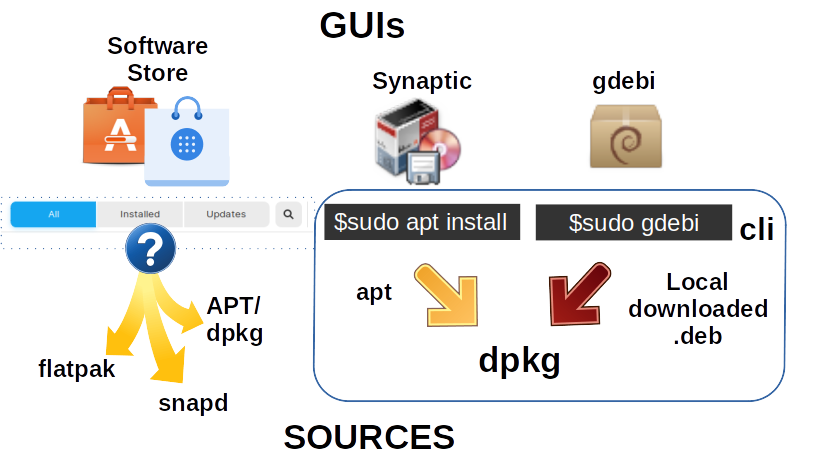 GUIs
Software
Store
Synaptic
gdebi
All
Installed
Updates
$sudo apt install
$sudo gdebi
cli
?
apt
Local
downloaded
.deb
APT/
dpkg
flatpak
snapd
dpkg
SOURCES